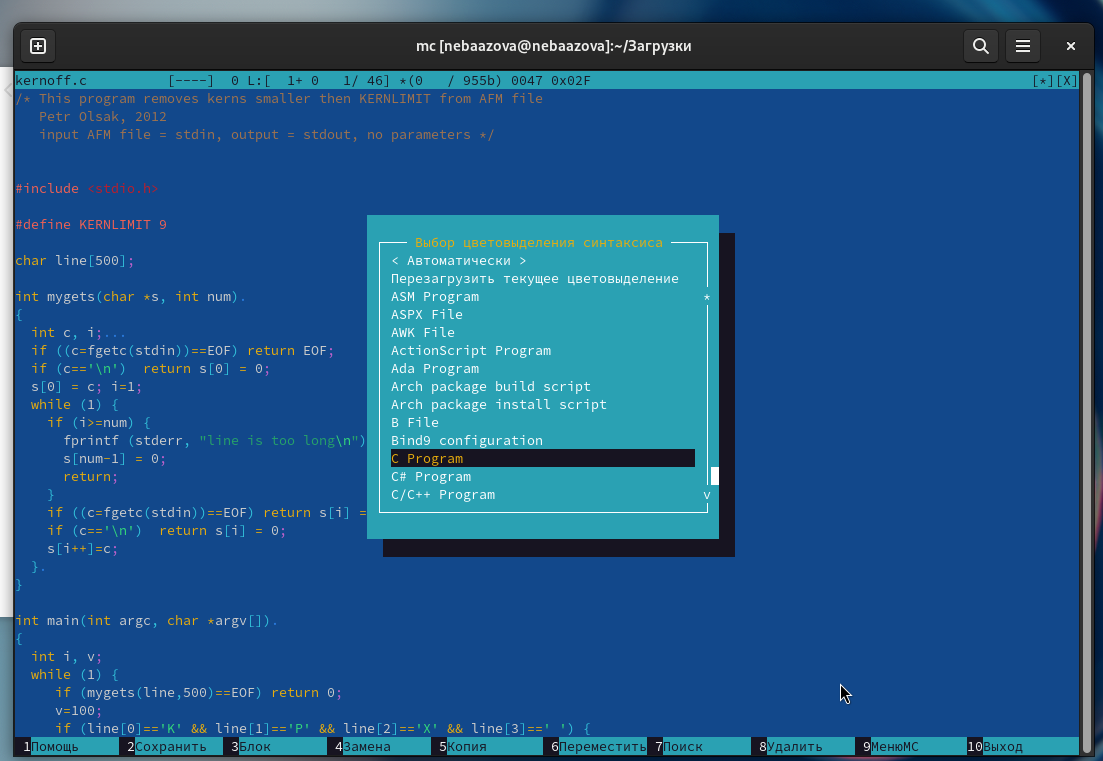 mc [nebaazova@nebaazova]:~/Загрузки
kernoff.c          [----]  0 L:[  1+ 0   1/ 46] *(0   / 955b) 0047 0x02F                    [*][X]
/* This program removes kerns smaller then KERNLIMIT from AFM file
   Petr Olsak, 2012
   input AFM file = stdin, output = stdout, no parameters */
#include <stdio.h>
#define KERNLIMIT 9
char line[500];
int mygets(char *s, int num).
{
  int c, i;...
  if ((c=fgetc(stdin))==EOF) return EOF;
  if (c=='\n')  return s[0] = 0;
  s[0] = c; i=1;
  while (1) {
    if (i>=num) {
      fprintf (stderr, "line is too long\n")
      s[num-1] = 0;
      return;
    }
    if ((c=fgetc(stdin))==EOF) return s[i] =
    if (c=='\n')  return s[i] = 0;
    s[i++]=c;
  }.
}
int main(int argc, char *argv[]).
{
  int i, v;
  while (1) {
     if (mygets(line,500)==EOF) return 0;
     v=100;
     if (line[0]=='K' && line[1]=='P' && line[2]=='X' && line[3]==' ') {
Выбор цветовыделения синтаксиса
< Автоматически >
Перезагрузить текущее цветовыделение
ASM Program *
ASPX File
AWK File
ActionScript Program
Ada Program
Arch package build script
Arch package install script
B File
Bind9 configuration
C Program
C# Program
C/C++ Program v
1Помощь 2Сохранить 3Блок 4Замена 5Копия 6Переместить 7Поиск 8Удалить 9МенюMC 10Выход